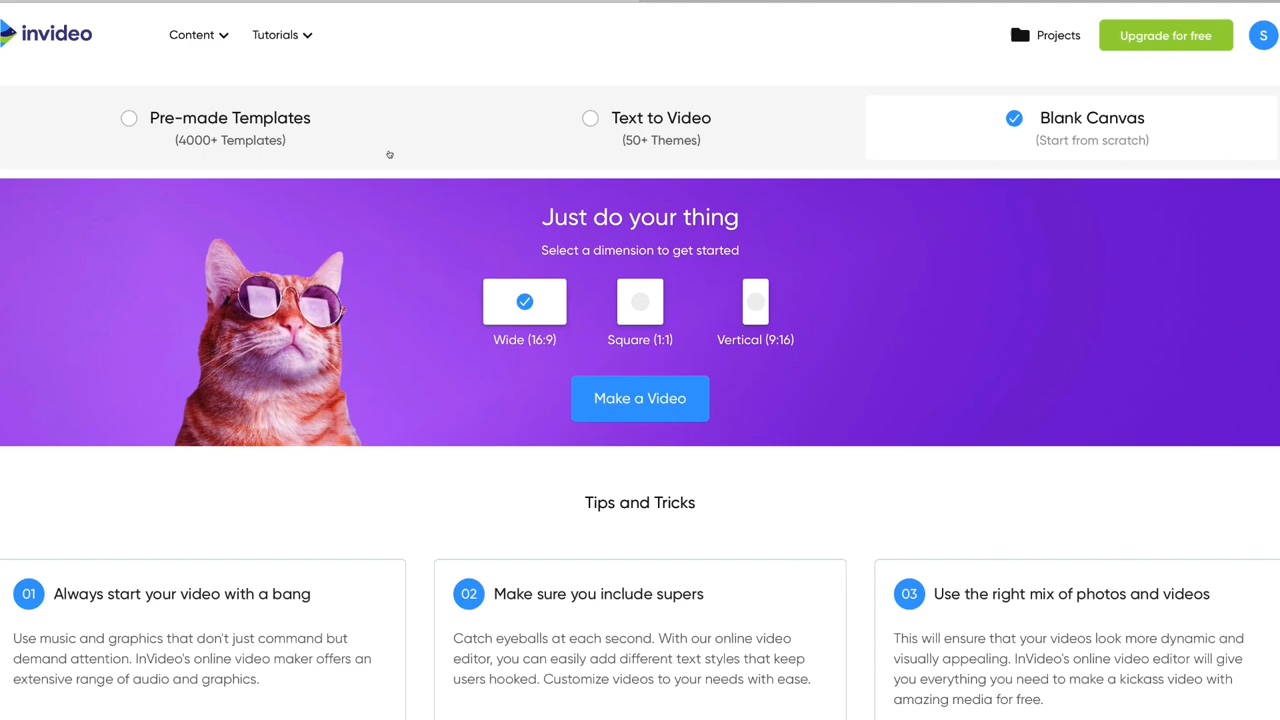 invideo
Content
Tutorials
Projects
Upgrade for free
S
Pre-made Templates
(4000+ Templates)
Text to Video
(50+ Themes)
Blank Canvas
(Start from scratch)
Just do your thing
Select a dimension to get started
Wide (16:9)
Square (1:1)
Vertical (9:16)
Make a Video
Tips and Tricks
01 Always start your video with a bang
Use music and graphics that don't just command but
demand attention. InVideo's online video maker offers an
extensive range of audio and graphics.
02 Make sure you include supers
Catch eyeballs at each second. With our online video
editor, you can easily add different text styles that keep
users hooked. Customize videos to your needs with ease.
03 Use the right mix of photos and videos
This will ensure that your videos look more dynamic and
visually appealing. InVideo's online video editor will give
you everything you need to make a kickass video with
amazing media for free.